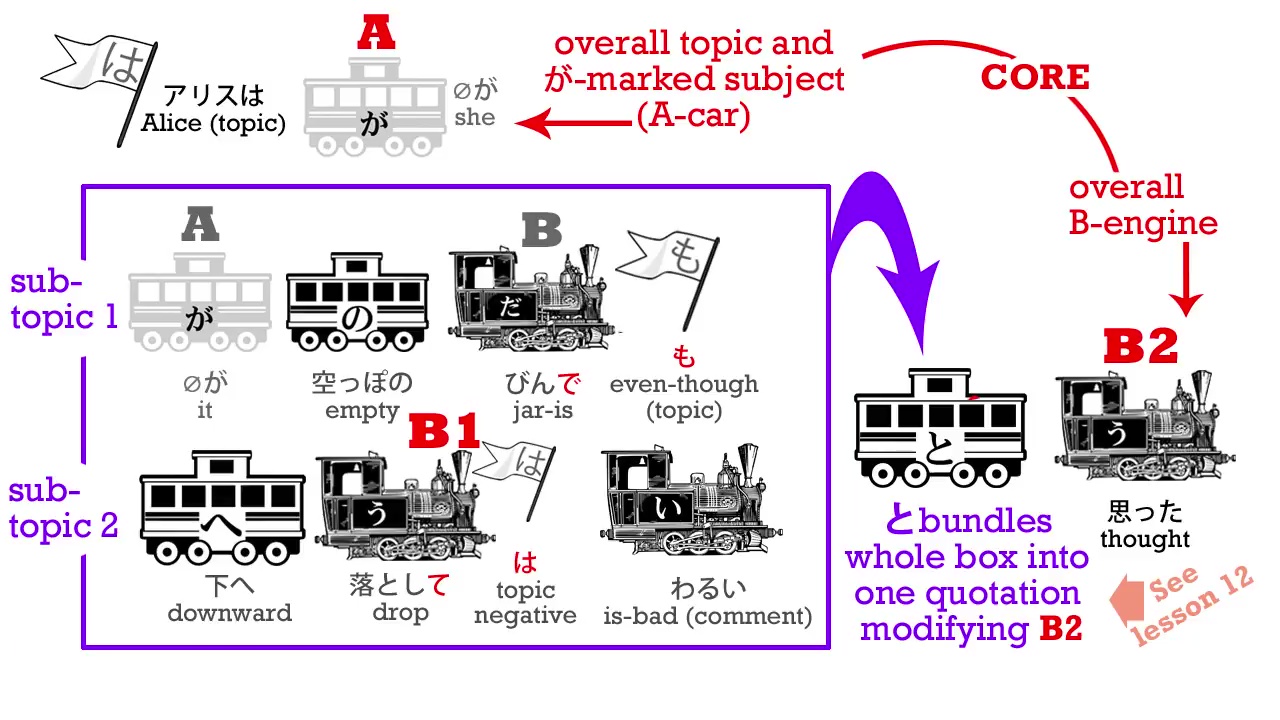 は
アリスは
Alice (topic)
A
が
∅が
she
overall topic and
が-marked subject
(A-car)
CORE
overall
B-engine
sub-
topic 1
A
が
∅が
it
の
空っぽの
empty
B
だ
びんで
jar-is
も
も
even-though
(topic)
sub-
topic 2
へ
下へ
downward
B1
う
落として
drop
は
は
topic
negative
い
わるい
is-bad (comment)
と
とbundles
whole box into
one quotation
modifying B2
B2
う
思った
thought
See
lesson 12